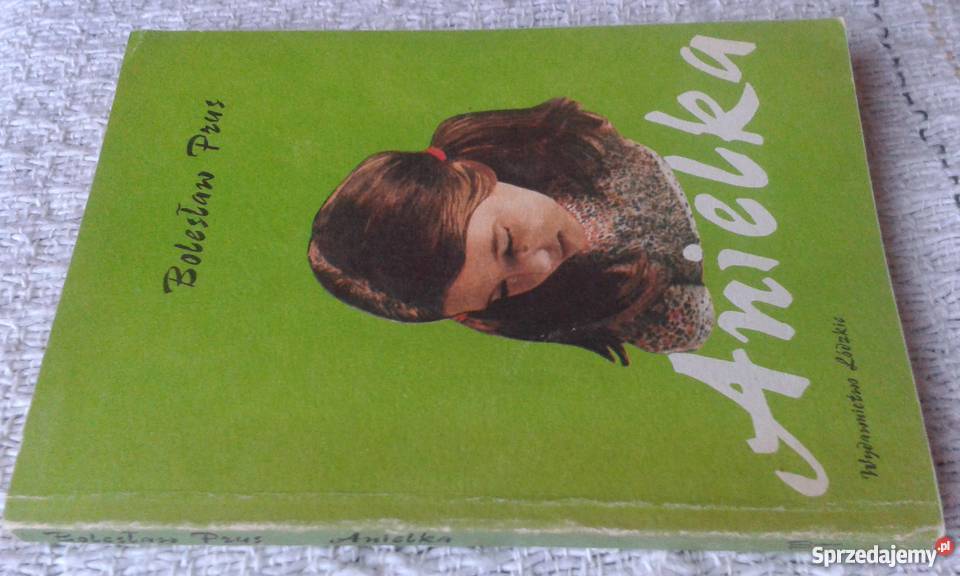 Bolesław Prus
Anielka
Wydawnictwo Łódzkie
Bolesław Prus Anielka
Sprzedajemy.pl